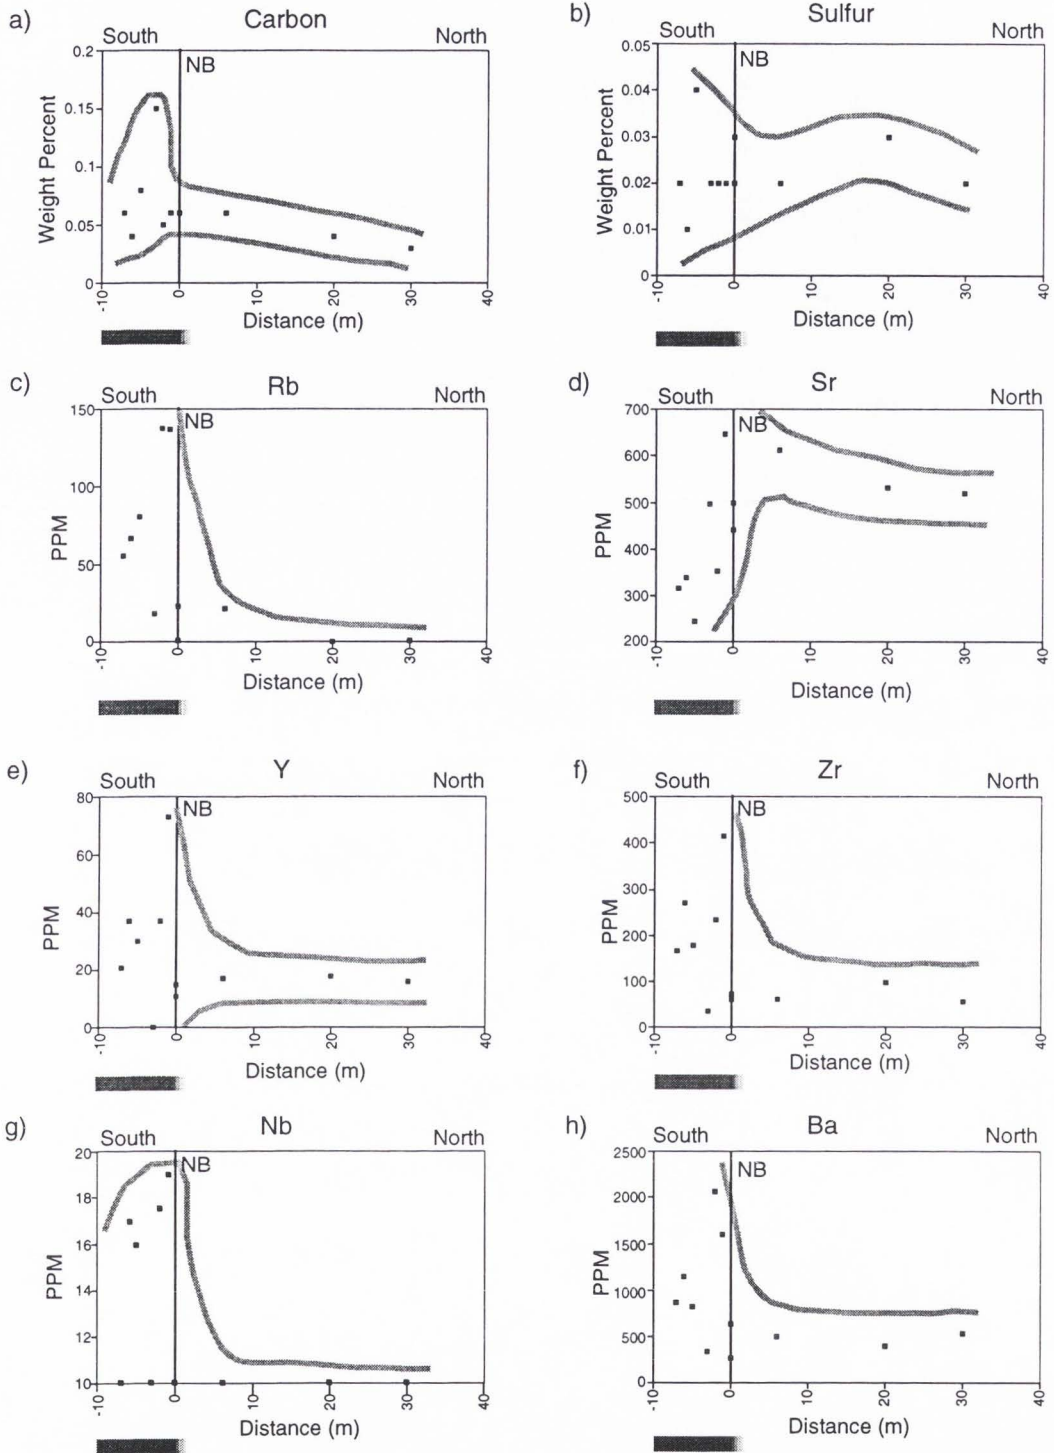 a) Carbon
South North
NB
0.2
0.15
0.1
0.05
0
Weight Percent
-10 0 10 20 30 40
Distance (m)
b) Sulfur
South North
NB
0.05
0.04
0.03
0.02
0.01
0
Weight Percent
-10 0 10 20 30 40
Distance (m)
c) Rb
South North
NB
150
100
50
0
PPM
-10 0 10 20 30 40
Distance (m)
d) Sr
South North
NB
700
600
500
400
300
200
PPM
-10 0 10 20 30 40
Distance (m)
e) Y
South North
NB
80
60
40
20
0
PPM
-10 0 10 20 30 40
Distance (m)
f) Zr
South North
NB
500
400
300
200
100
0
PPM
-10 0 10 20 30 40
Distance (m)
g) Nb
South North
NB
20
18
16
14
12
10
PPM
-10 0 10 20 30 40
Distance (m)
h) Ba
South North
NB
2500
2000
1500
1000
500
0
PPM
-10 0 10 20 30 40
Distance (m)